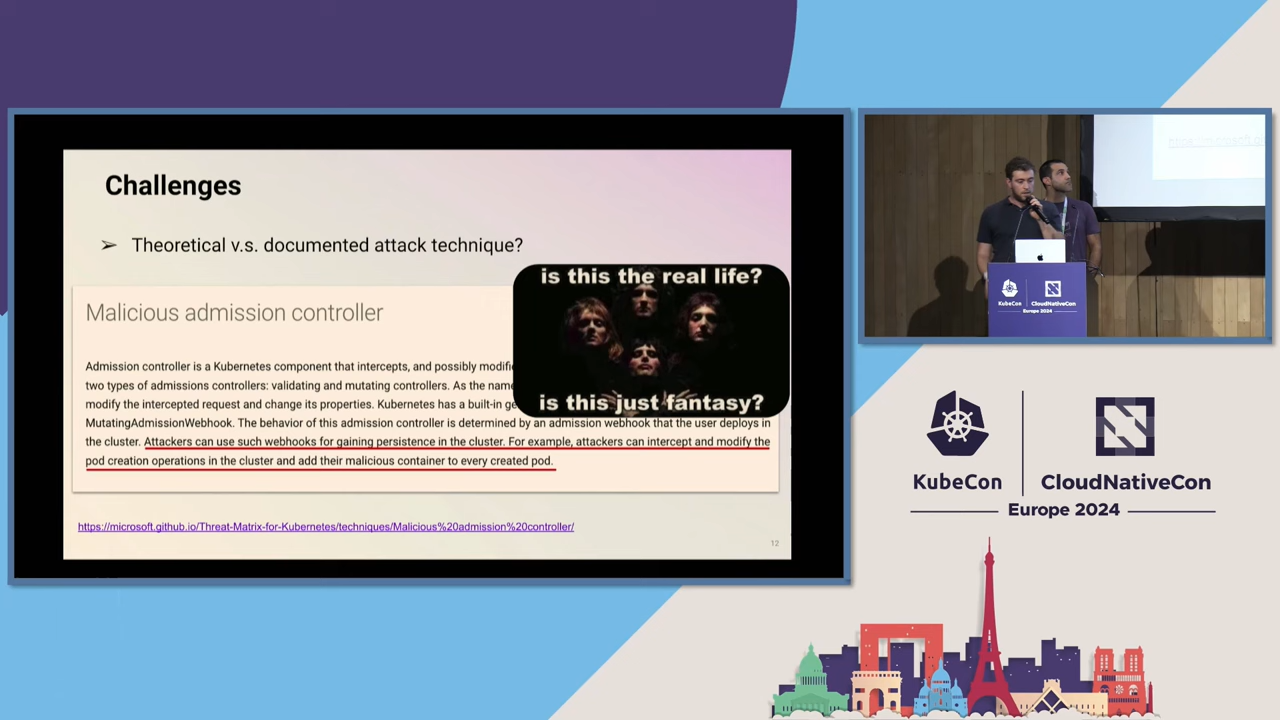 Challenges
➢ Theoretical v.s. documented attack technique?
is this the real life?
is this just fantasy?
Malicious admission controller
Admission controller is a Kubernetes component that intercepts, and possibly
two types of admissions controllers: validating and mutating controllers. As the
modify the intercepted request and change its properties. Kubernetes has a built-in
MutatingAdmissionWebhook. The behavior of this admission controller is determined by an admission webhook that the user deploys in
the cluster. Attackers can use such webhooks for gaining persistence in the cluster. For example, attackers can intercept and modify the
pod creation operations in the cluster and add their malicious container to every created pod.
https://microsoft.github.io/Threat-Matrix-for-Kubernetes/techniques/Malicious%20admission%20controller/
12
KubeCon
CloudNativeCon
Europe 2024
KubeCon
CloudNativeCon
Europe 2024